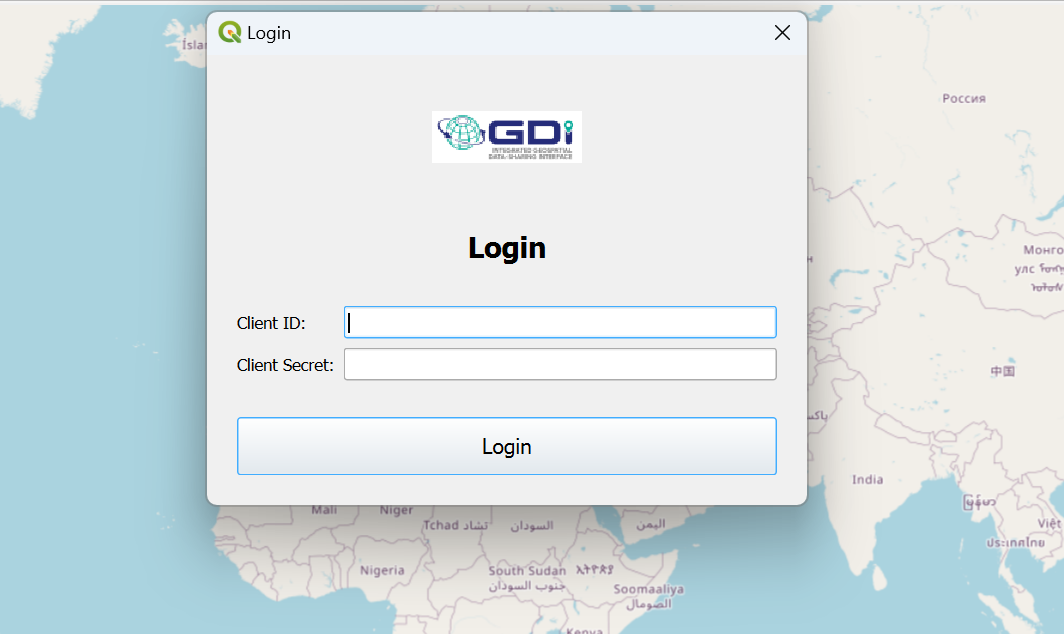 Login
Ísla
Россия
GDi
INTEGRATED GEOSPATIAL
DATA-SHARING INTERFACE
Login
Монго
улс
Client ID:
Client Secret:
中国
Login
India
Mali
Niger
Tchad تشاد
السودان
اليمن
Việt
ประเทศไทย
Nigeria
South Sudan
جنوب السودان
Soomaaliya
الصومال
Kenya